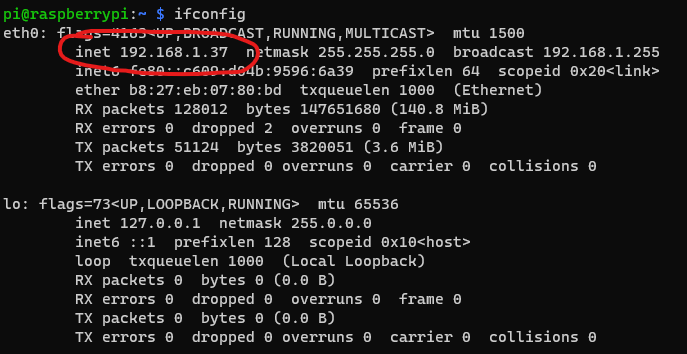 pi@raspberrypi:~ $ ifconfig
eth0: flags=4163<UP,BROADCAST,RUNNING,MULTICAST>  mtu 1500
        inet 192.168.1.37  netmask 255.255.255.0  broadcast 192.168.1.255
        inet6 fe80::c609:d04b:9596:6a39  prefixlen 64  scopeid 0x20<link>
        ether b8:27:eb:07:80:bd  txqueuelen 1000  (Ethernet)
        RX packets 128012  bytes 147651680 (140.8 MiB)
        RX errors 0  dropped 2  overruns 0  frame 0
        TX packets 51124  bytes 3820051 (3.6 MiB)
        TX errors 0  dropped 0 overruns 0  carrier 0  collisions 0

lo: flags=73<UP,LOOPBACK,RUNNING>  mtu 65536
        inet 127.0.0.1  netmask 255.0.0.0
        inet6 ::1  prefixlen 128  scopeid 0x10<host>
        loop  txqueuelen 1000  (Local Loopback)
        RX packets 0  bytes 0 (0.0 B)
        RX errors 0  dropped 0  overruns 0  frame 0
        TX packets 0  bytes 0 (0.0 B)
        TX errors 0  dropped 0 overruns 0  carrier 0  collisions 0